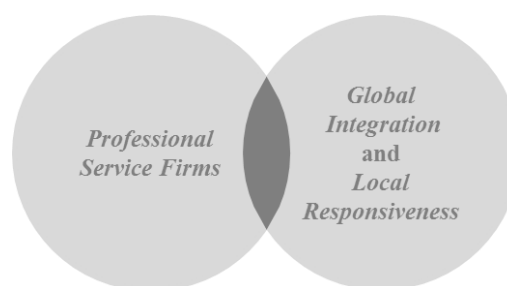 Professional
Service Firms
Global
Integration
and
Local
Responsiveness